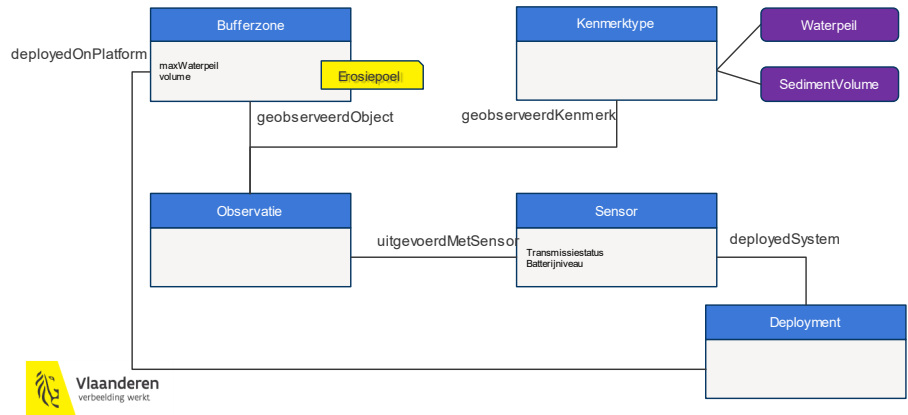 Bufferzone
Kenmerktype
Waterpeil
deployedOnPlatform
maxWaterpeil
volume
Erosiepoel
SedimentVolume
geobserveerdObject
geobserveerdKenmerk
Observatie
Sensor
uitgevoerdMetSensor
deployedSystem
Transmissiestatus
Batterijniveau
Deployment
Vlaanderen
verbeelding werkt